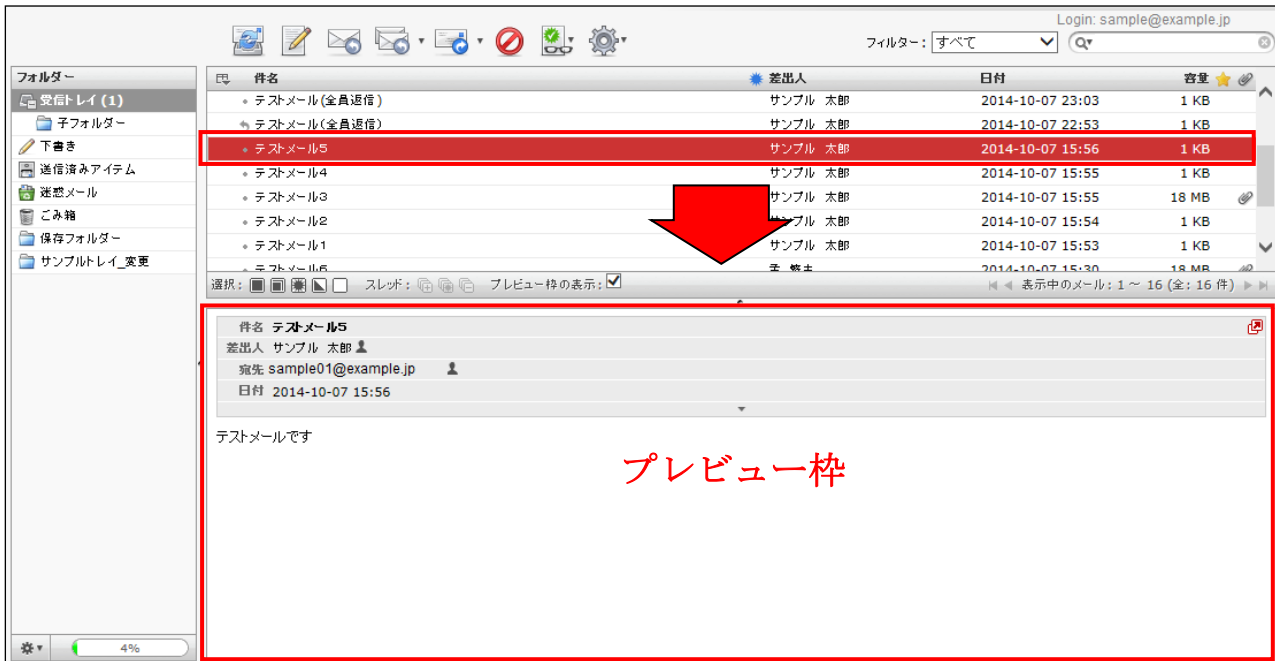 Login: sample@example.jp
フィルター: すべて
フォルダー
受信トレイ (1)
子フォルダー
下書き
送信済みアイテム
迷惑メール
ごみ箱
保存フォルダー
サンプルトレイ_変更
4%
件名 差出人 日付 容量
テストメール(全員返信) サンプル 太郎 2014-10-07 23:03 1 KB
テストメール(全員返信) サンプル 太郎 2014-10-07 22:53 1 KB
テストメール5 サンプル 太郎 2014-10-07 15:56 1 KB
テストメール4 サンプル 太郎 2014-10-07 15:55 1 KB
テストメール3 サンプル 太郎 2014-10-07 15:55 18 MB
テストメール2 サンプル 太郎 2014-10-07 15:54 1 KB
テストメール1 サンプル 太郎 2014-10-07 15:53 1 KB
テストメール6 2014-10-07 15:30 18 MB
選択: スレッド: プレビュー枠の表示: 表示中のメール: 1 ~ 16 (全: 16 件)
件名 テストメール5
差出人 サンプル 太郎
宛先 sample01@example.jp
日付 2014-10-07 15:56
テストメールです
プレビュー枠